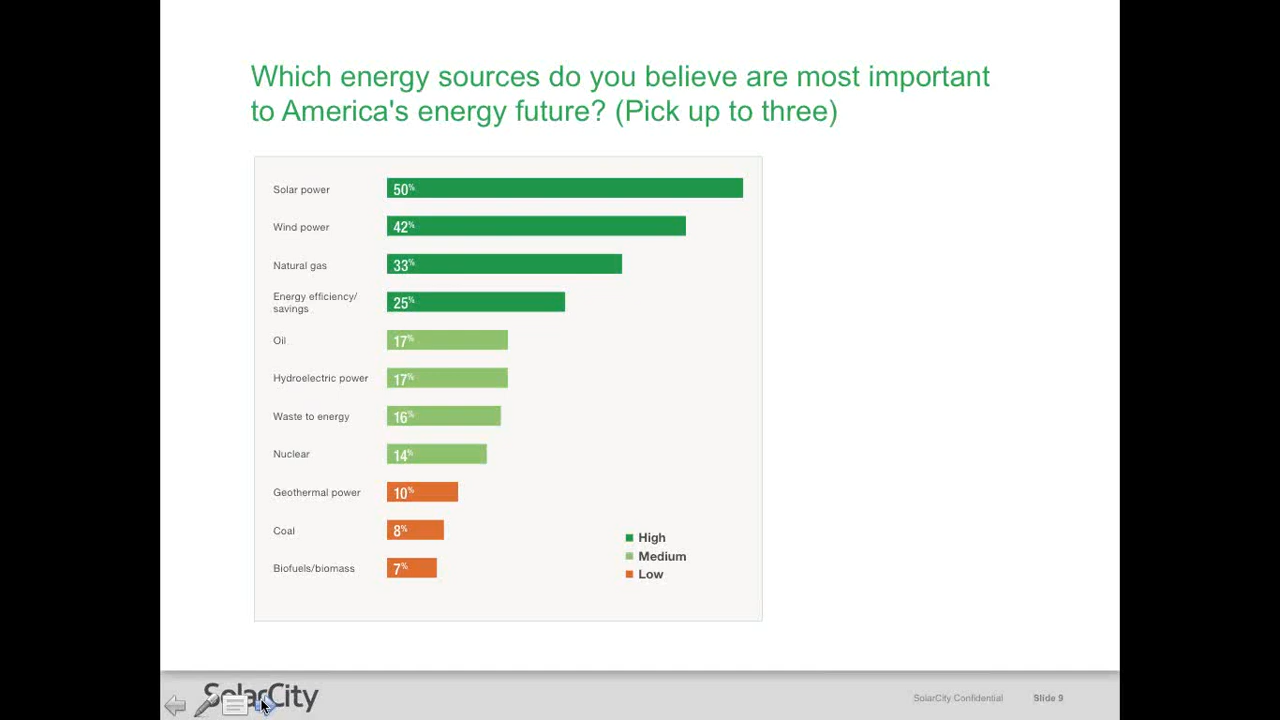 Which energy sources do you believe are most important
to America's energy future? (Pick up to three)
Solar power 50%
Wind power 42%
Natural gas 33%
Energy efficiency/
savings 25%
Oil 17%
Hydroelectric power 17%
Waste to energy 16%
Nuclear 14%
Geothermal power 10%
Coal 8%
Biofuels/biomass 7%
High
Medium
Low
SolarCity
SolarCity Confidential Slide 9